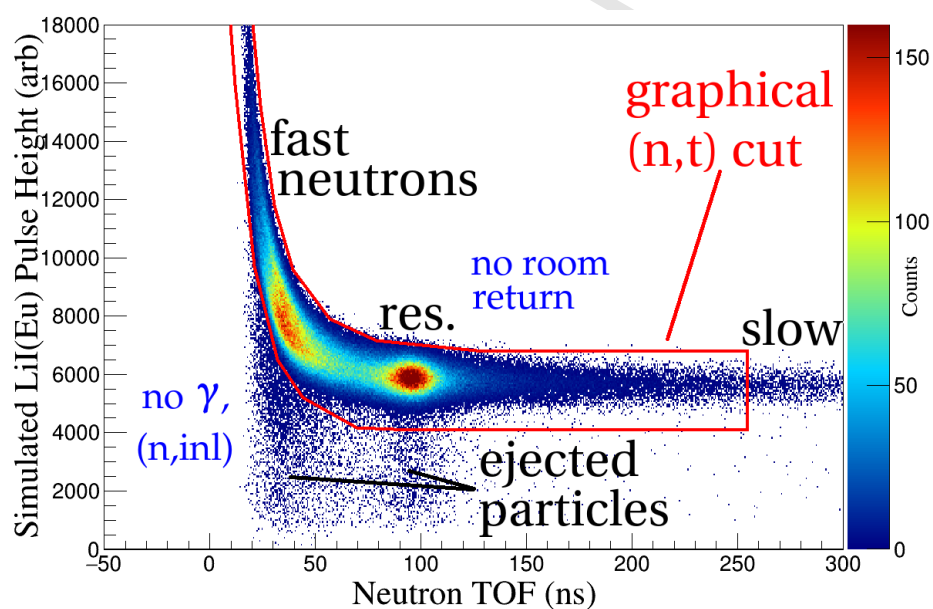 18000
16000
14000
12000
10000
8000
6000
4000
2000
0
Simulated LiI(Eu) Pulse Height (arb)
fast
neutrons
graphical
(n,t) cut
no room
return
res.
slow
no γ,
(n,inl)
ejected
particles
−50
0
50
100
150
200
250
300
Neutron TOF (ns)
150
100
50
0
Counts